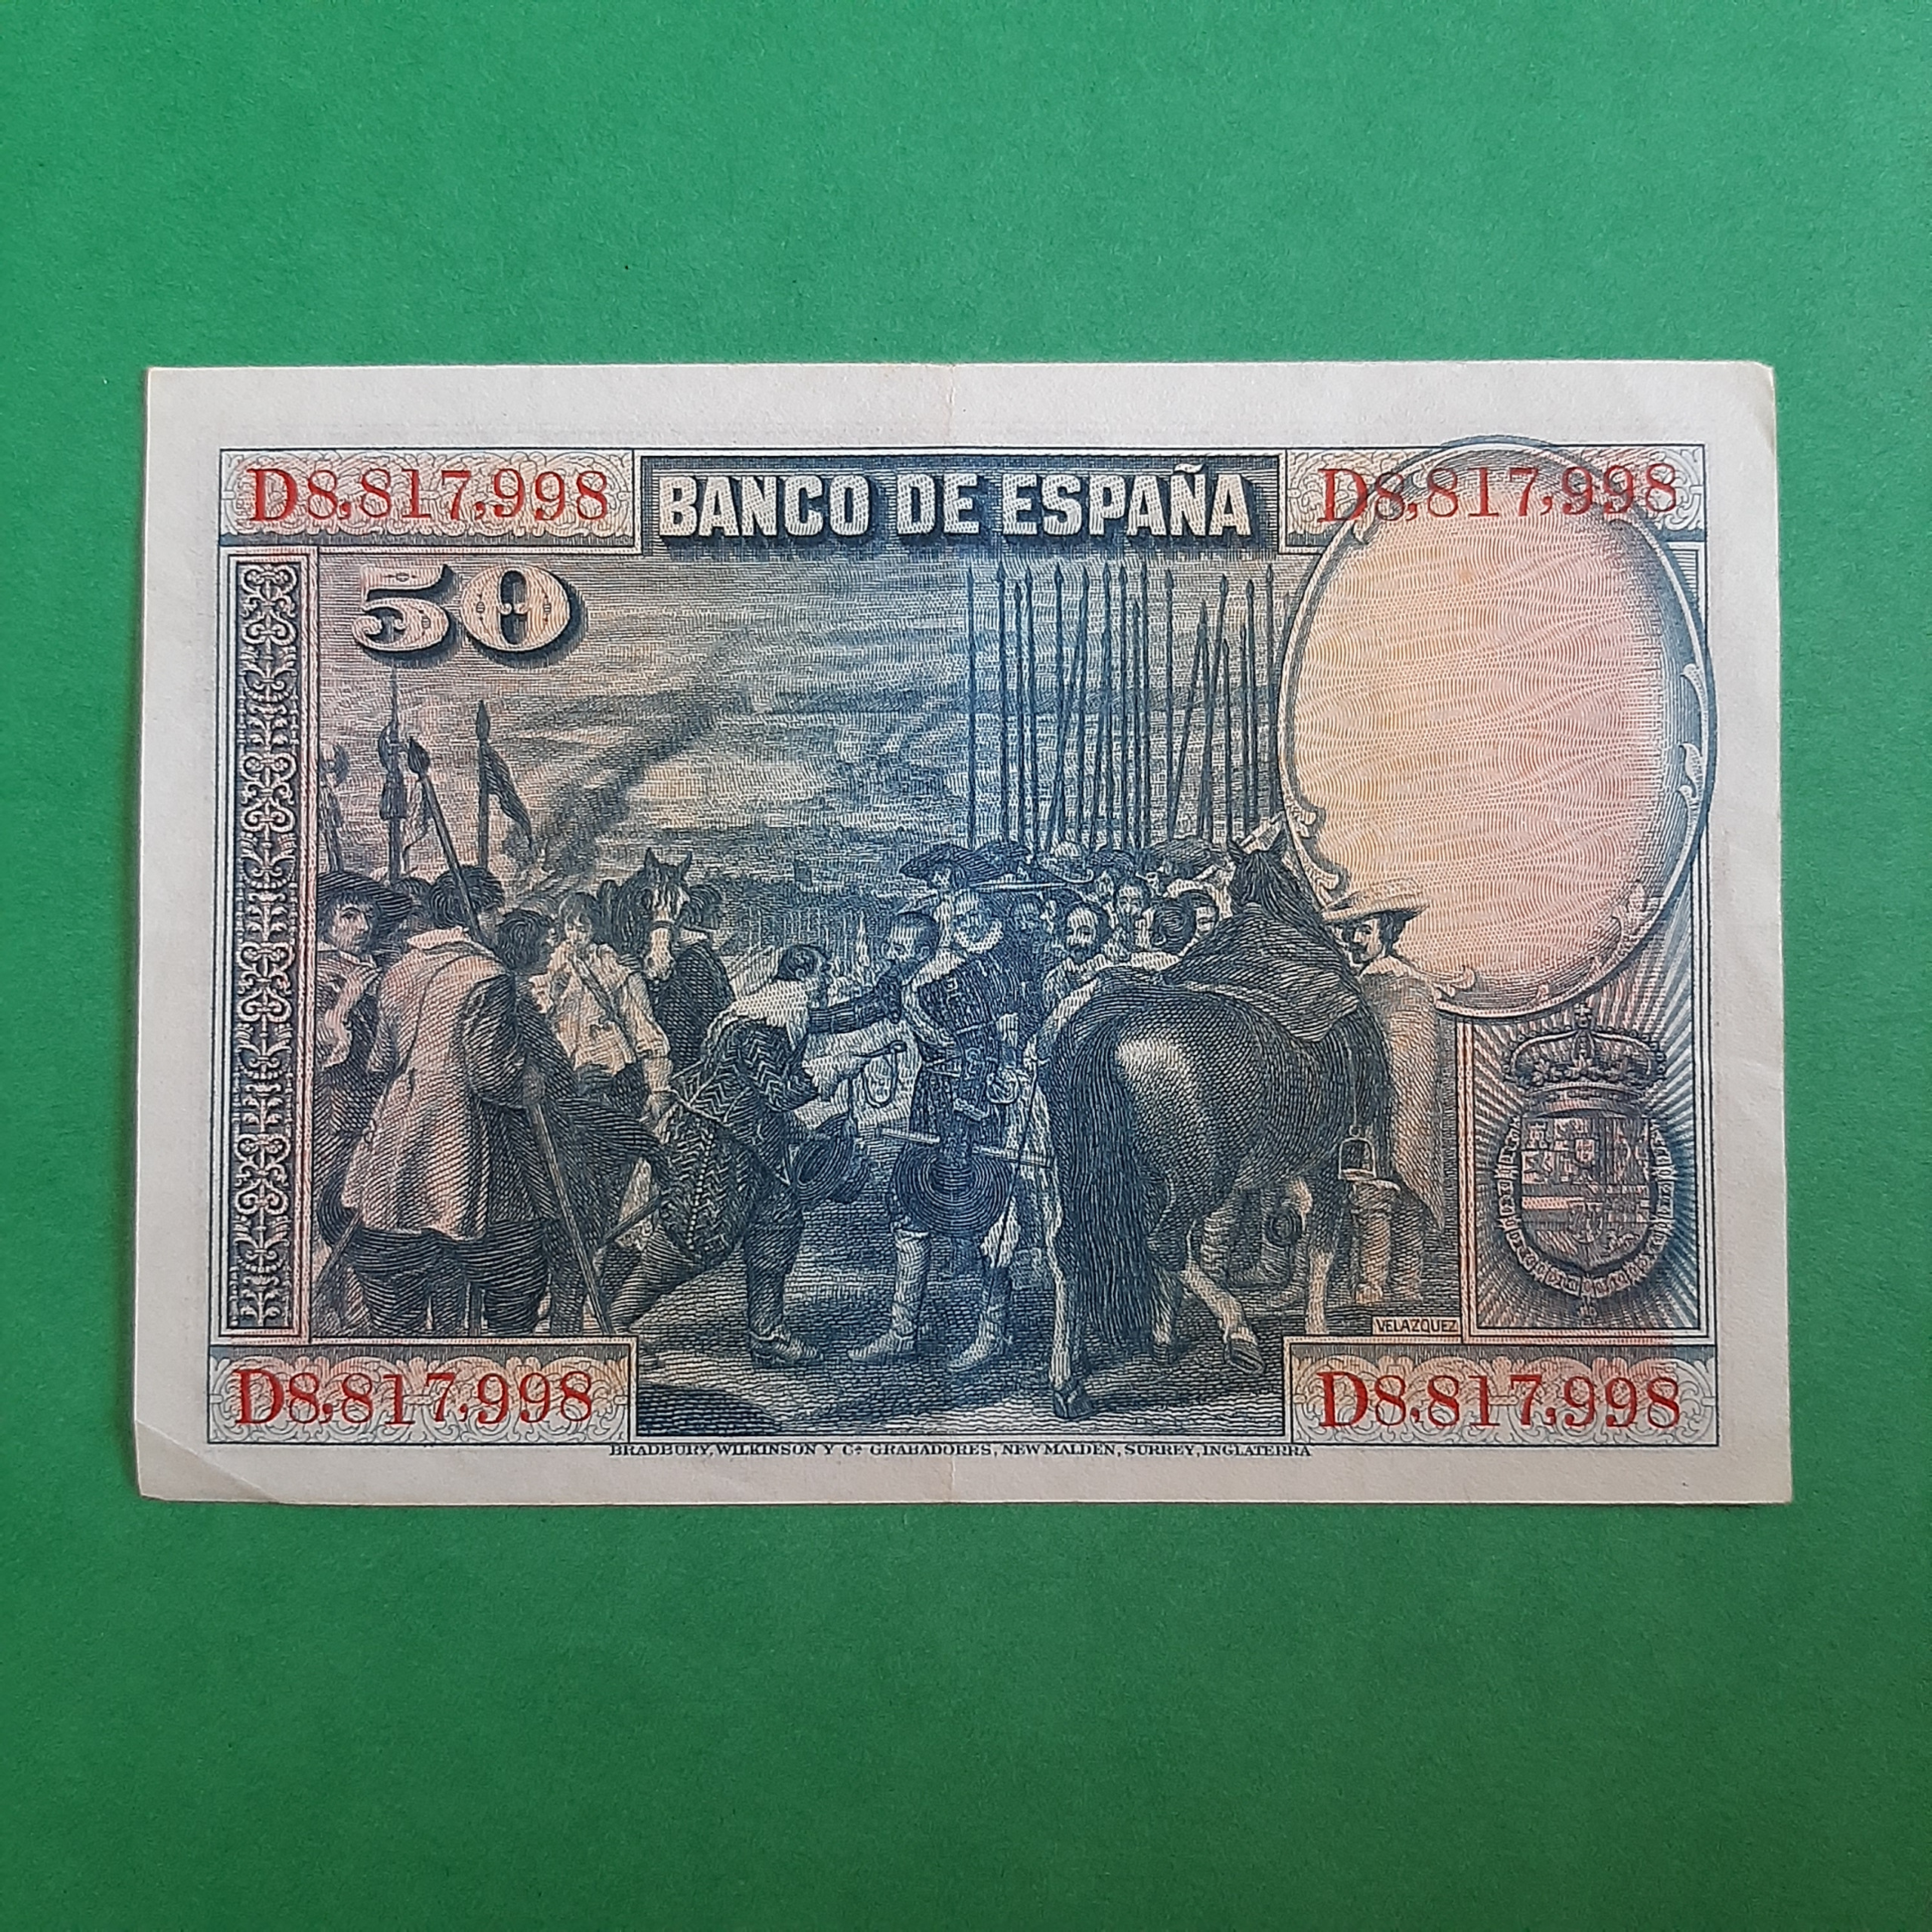 D8,817,998 BANCO DE ESPAÑA D8,817,998
50
VELAZQUEZ
D8,817,998 D8,817,998
BRADBURY, WILKINSON Y Cª GRABADORES, NEW MALDEN, SURREY, INGLATERRA